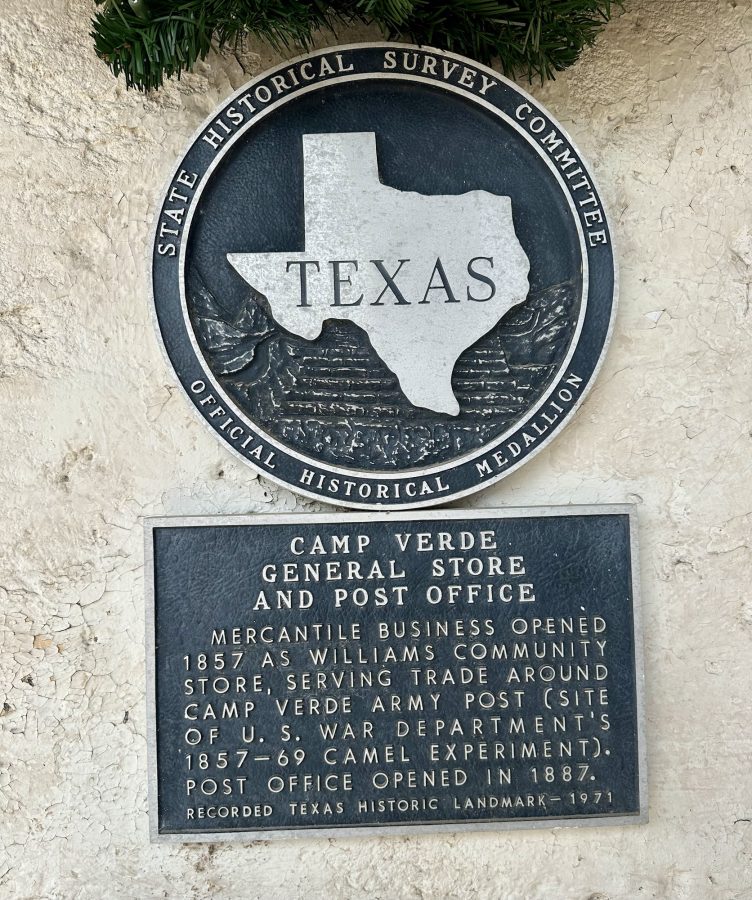 STATE HISTORICAL SURVEY COMMITTEE
TEXAS
OFFICIAL HISTORICAL MEDALLION
CAMP VERDE
GENERAL STORE
AND POST OFFICE
MERCANTILE BUSINESS OPENED
1857 AS WILLIAMS COMMUNITY
STORE, SERVING TRADE AROUND
CAMP VERDE ARMY POST (SITE
OF U. S. WAR DEPARTMENT'S
1857–69 CAMEL EXPERIMENT).
POST OFFICE OPENED IN 1887.
RECORDED TEXAS HISTORIC LANDMARK – 1971